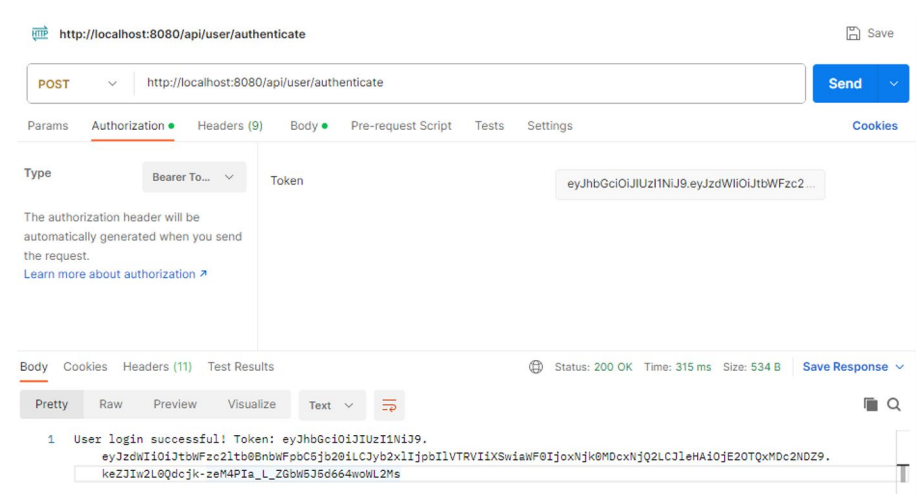 HTTP http://localhost:8080/api/user/authenticate Save
POST http://localhost:8080/api/user/authenticate Send
Params Authorization Headers (9) Body Pre-request Script Tests Settings Cookies
Type Bearer To... Token eyJhbGciOiJIUzI1NiJ9.eyJzdWIiOiJtbWFzc2...
The authorization header will be
automatically generated when you send
the request.
Learn more about authorization ↗
Body Cookies Headers (11) Test Results Status: 200 OK Time: 315 ms Size: 534 B Save Response
Pretty Raw Preview Visualize Text
1 User login successful! Token: eyJhbGciOiJIUzI1NiJ9.
eyJzdWIiOiJtbWFzc2ltb0BnbWFpbC5jb20iLCJyb2xlIjpbIlVTRVIiXSwiaWF0IjoxNjk0MDcxNjQ2LCJleHAiOjE2OTQxMDc2NDZ9.
keZJIw2L0Qdcjk-zeM4PIa_L_ZGbW5J5d664woWL2Ms